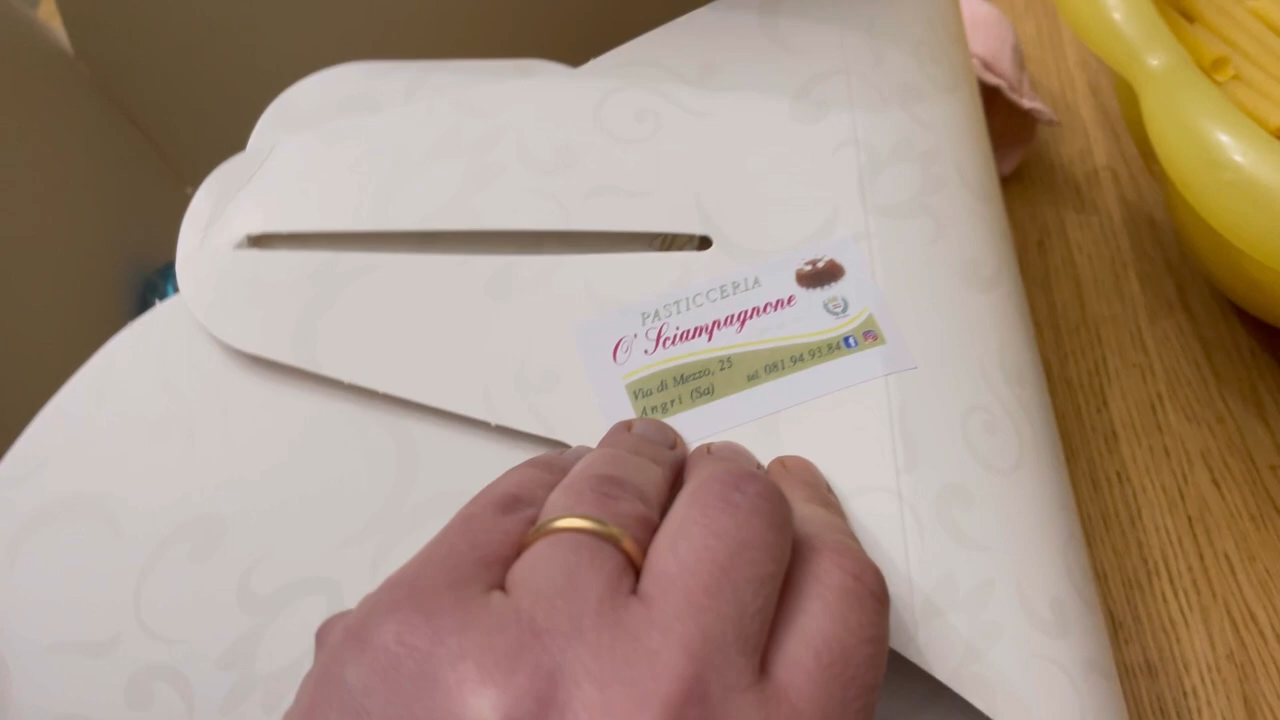 PASTICCERIA
O' Sciampagnone
Via di Mezzo, 25
tel. 081.94.93.84
Angri (Sa)